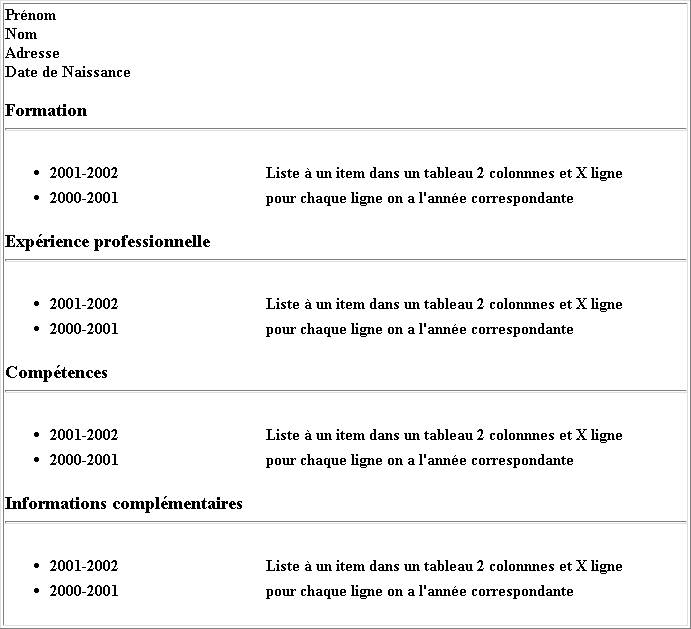 Prénom
Nom
Adresse
Date de Naissance
Formation
• 2001-2002 Liste à un item dans un tableau 2 colonnnes et X ligne
• 2000-2001 pour chaque ligne on a l'année correspondante
Expérience professionnelle
• 2001-2002 Liste à un item dans un tableau 2 colonnnes et X ligne
• 2000-2001 pour chaque ligne on a l'année correspondante
Compétences
• 2001-2002 Liste à un item dans un tableau 2 colonnnes et X ligne
• 2000-2001 pour chaque ligne on a l'année correspondante
Informations complémentaires
• 2001-2002 Liste à un item dans un tableau 2 colonnnes et X ligne
• 2000-2001 pour chaque ligne on a l'année correspondante